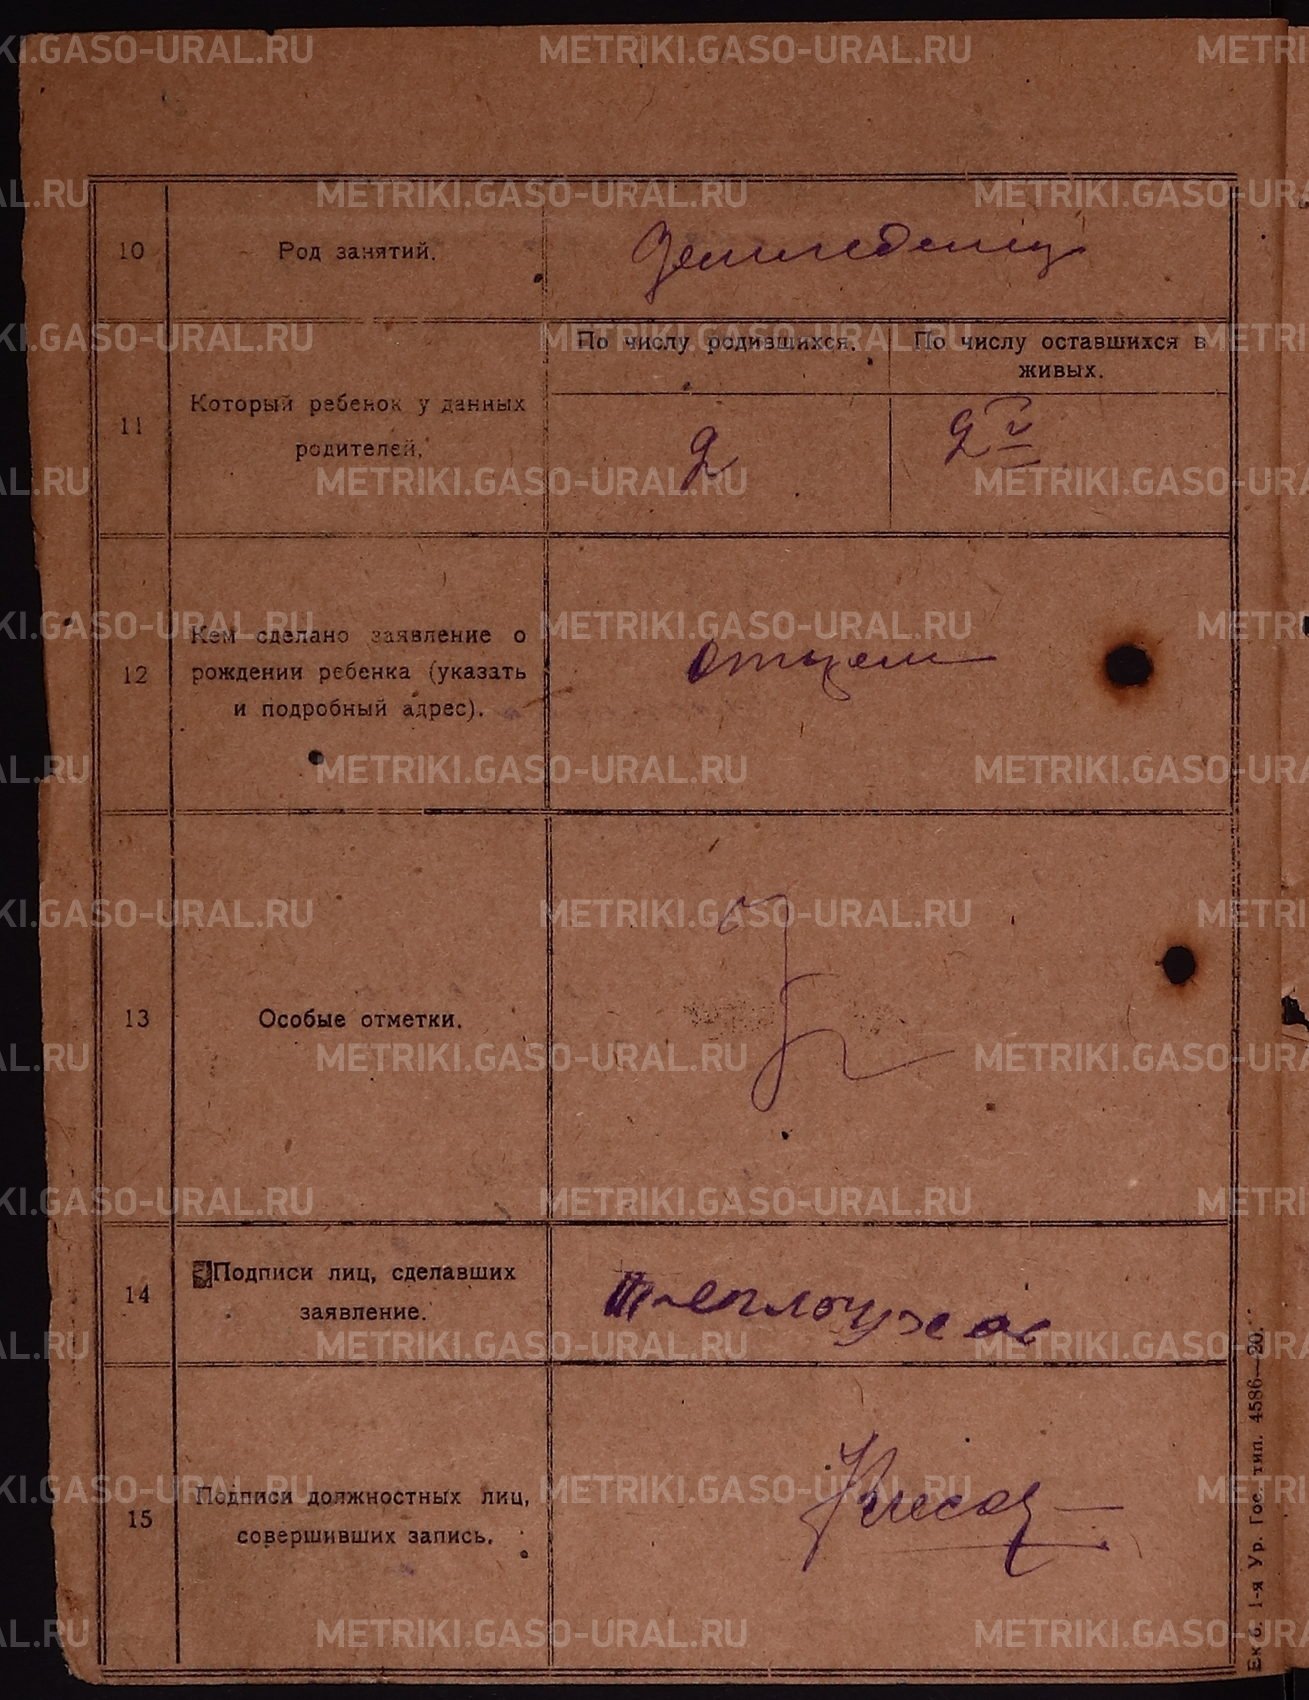 10
Род занятий.
Земледелец
11
Который ребенок у данных
родителей.
По числу родившихся.
По числу оставшихся в
живых.
2
2й
12
Кем сделано заявление о
рождении ребенка (указать
и подробный адрес).
Отцем
13
Особые отметки.
14
Подписи лиц, сделавших
заявление.
15
Подписи должностных лиц,
совершивших запись.
Екб. 1-я Ур. Гос. тип. 4586—20.
METRIKI.GASO-URAL.RU